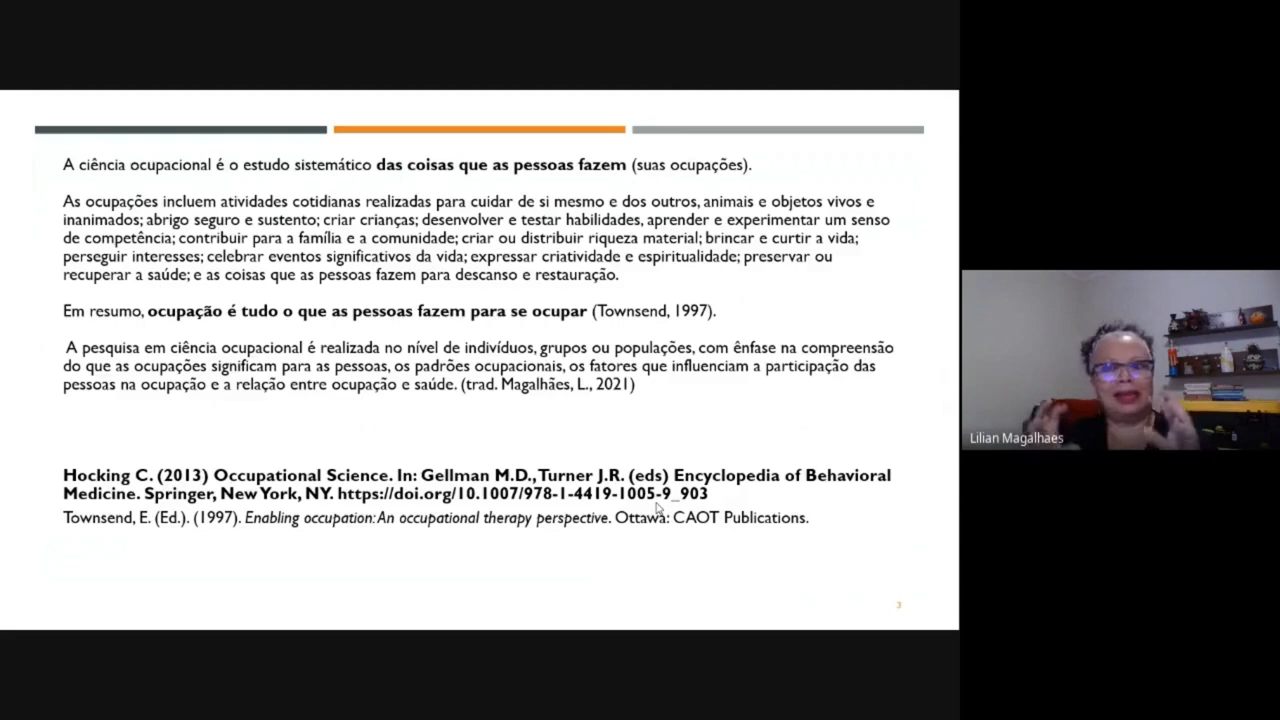 A ciência ocupacional é o estudo sistemático das coisas que as pessoas fazem (suas ocupações).
As ocupações incluem atividades cotidianas realizadas para cuidar de si mesmo e dos outros, animais e objetos vivos e
inanimados; abrigo seguro e sustento; criar crianças; desenvolver e testar habilidades, aprender e experimentar um senso
de competência; contribuir para a família e a comunidade; criar ou distribuir riqueza material; brincar e curtir a vida;
perseguir interesses; celebrar eventos significativos da vida; expressar criatividade e espiritualidade; preservar ou
recuperar a saúde; e as coisas que as pessoas fazem para descanso e restauração.
Em resumo, ocupação é tudo o que as pessoas fazem para se ocupar (Townsend, 1997).
A pesquisa em ciência ocupacional é realizada no nível de indivíduos, grupos ou populações, com ênfase na compreensão
do que as ocupações significam para as pessoas, os padrões ocupacionais, os fatores que influenciam a participação das
pessoas na ocupação e a relação entre ocupação e saúde. (trad. Magalhães, L., 2021)
Hocking C. (2013) Occupational Science. In: Gellman M.D., Turner J.R. (eds) Encyclopedia of Behavioral
Medicine. Springer, New York, NY. https://doi.org/10.1007/978-1-4419-1005-9_903
Townsend, E. (Ed.). (1997). Enabling occupation: An occupational therapy perspective. Ottawa: CAOT Publications.
3
Lilian Magalhaes